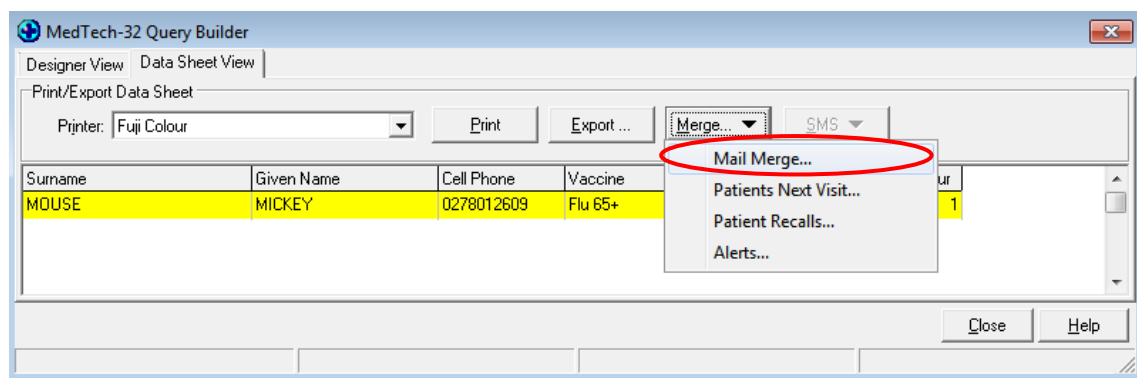 MedTech-32 Query Builder
Designer View Data Sheet View
Print/Export Data Sheet
Printer: Fuji Colour Print Export ... Merge... SMS
Mail Merge...
Patients Next Visit...
Patient Recalls...
Alerts...
Surname Given Name Cell Phone Vaccine ur
MOUSE MICKEY 0278012609 Flu 65+ 1
Close Help